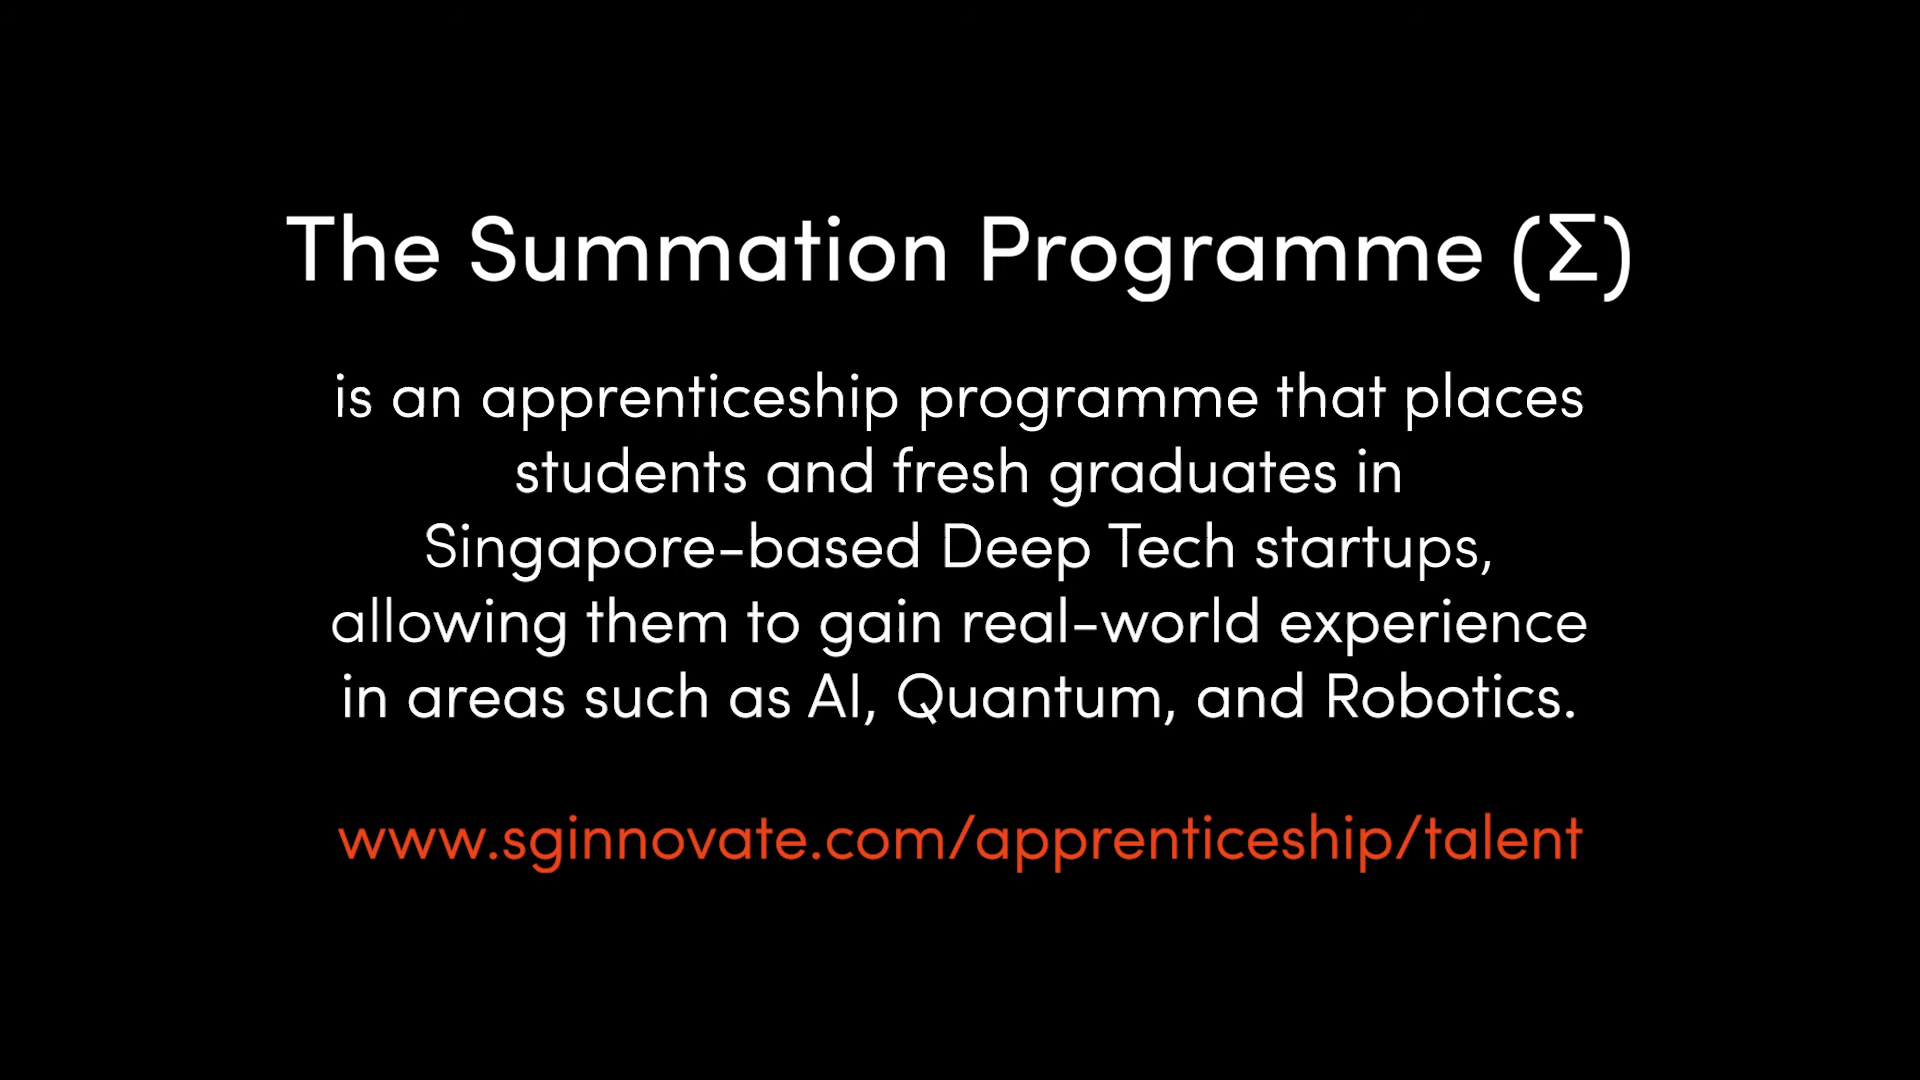 The Summation Programme (Σ)
is an apprenticeship programme that places
students and fresh graduates in
Singapore-based Deep Tech startups,
allowing them to gain real-world experience
in areas such as AI, Quantum, and Robotics.
www.sginnovate.com/apprenticeship/talent